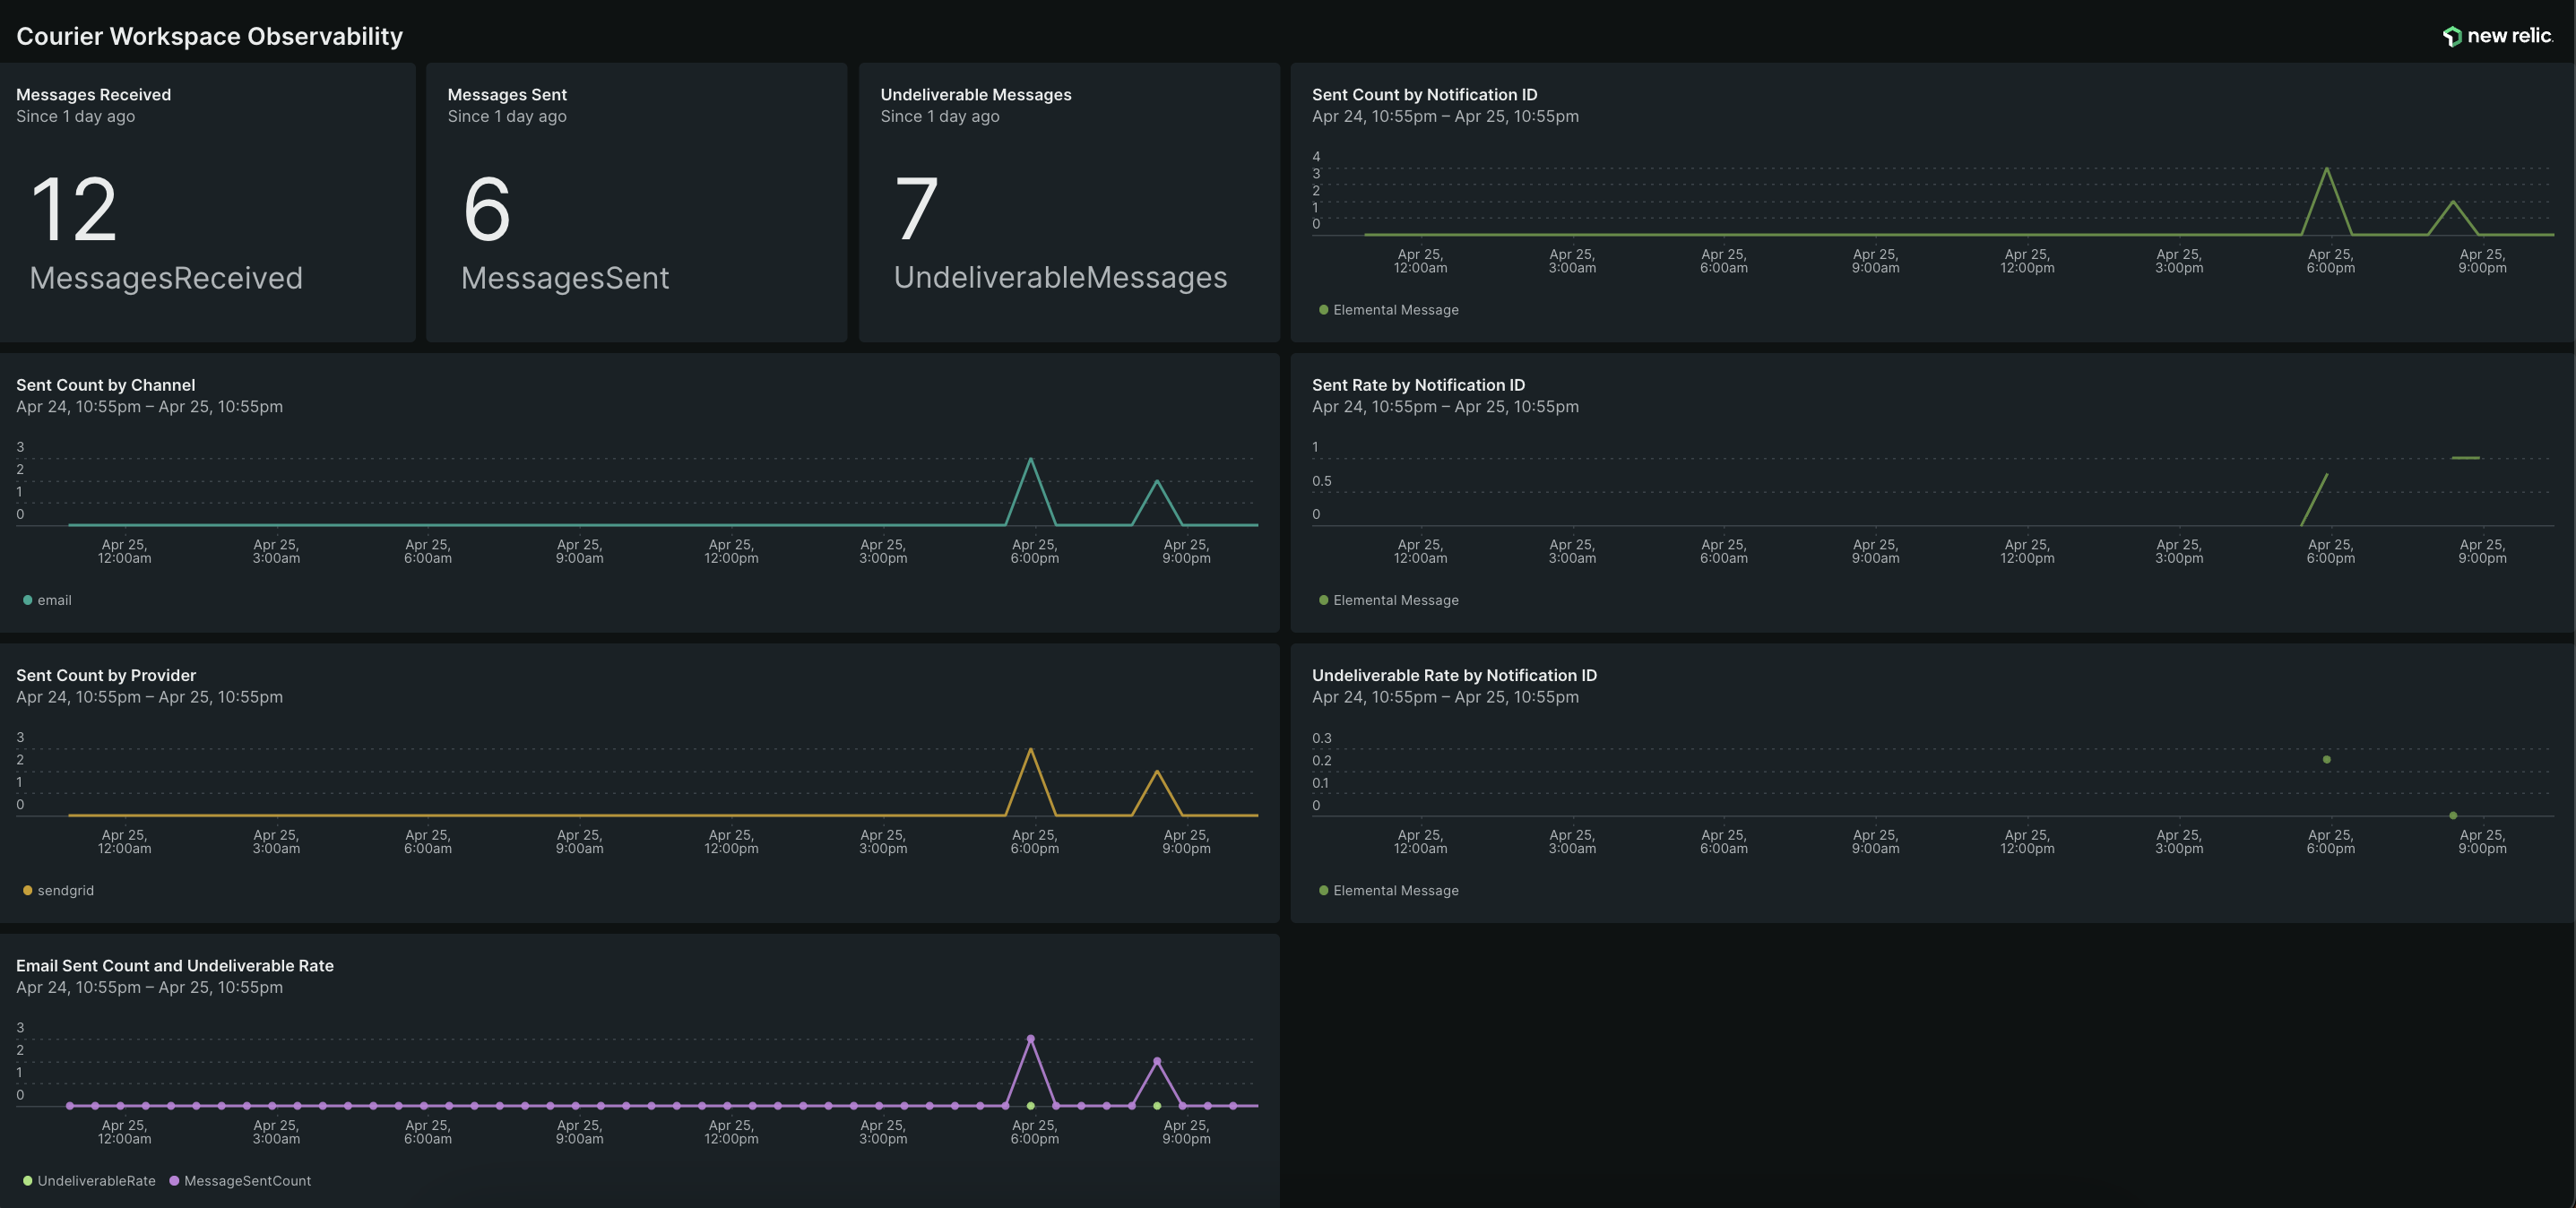 Courier Workspace Observability
new relic.
Messages Received
Since 1 day ago
12
MessagesReceived
Messages Sent
Since 1 day ago
6
MessagesSent
Undeliverable Messages
Since 1 day ago
7
UndeliverableMessages
Sent Count by Notification ID
Apr 24, 10:55pm – Apr 25, 10:55pm
4
3
2
1
0
Apr 25, Apr 25, Apr 25, Apr 25, Apr 25, Apr 25, Apr 25, Apr 25,
12:00am 3:00am 6:00am 9:00am 12:00pm 3:00pm 6:00pm 9:00pm
Elemental Message
Sent Count by Channel
Apr 24, 10:55pm – Apr 25, 10:55pm
3
2
1
0
Apr 25, Apr 25, Apr 25, Apr 25, Apr 25, Apr 25, Apr 25, Apr 25,
12:00am 3:00am 6:00am 9:00am 12:00pm 3:00pm 6:00pm 9:00pm
email
Sent Rate by Notification ID
Apr 24, 10:55pm – Apr 25, 10:55pm
1
0.5
0
Apr 25, Apr 25, Apr 25, Apr 25, Apr 25, Apr 25, Apr 25, Apr 25,
12:00am 3:00am 6:00am 9:00am 12:00pm 3:00pm 6:00pm 9:00pm
Elemental Message
Sent Count by Provider
Apr 24, 10:55pm – Apr 25, 10:55pm
3
2
1
0
Apr 25, Apr 25, Apr 25, Apr 25, Apr 25, Apr 25, Apr 25, Apr 25,
12:00am 3:00am 6:00am 9:00am 12:00pm 3:00pm 6:00pm 9:00pm
sendgrid
Undeliverable Rate by Notification ID
Apr 24, 10:55pm – Apr 25, 10:55pm
0.3
0.2
0.1
0
Apr 25, Apr 25, Apr 25, Apr 25, Apr 25, Apr 25, Apr 25, Apr 25,
12:00am 3:00am 6:00am 9:00am 12:00pm 3:00pm 6:00pm 9:00pm
Elemental Message
Email Sent Count and Undeliverable Rate
Apr 24, 10:55pm – Apr 25, 10:55pm
3
2
1
0
Apr 25, Apr 25, Apr 25, Apr 25, Apr 25, Apr 25, Apr 25, Apr 25,
12:00am 3:00am 6:00am 9:00am 12:00pm 3:00pm 6:00pm 9:00pm
UndeliverableRate MessageSentCount